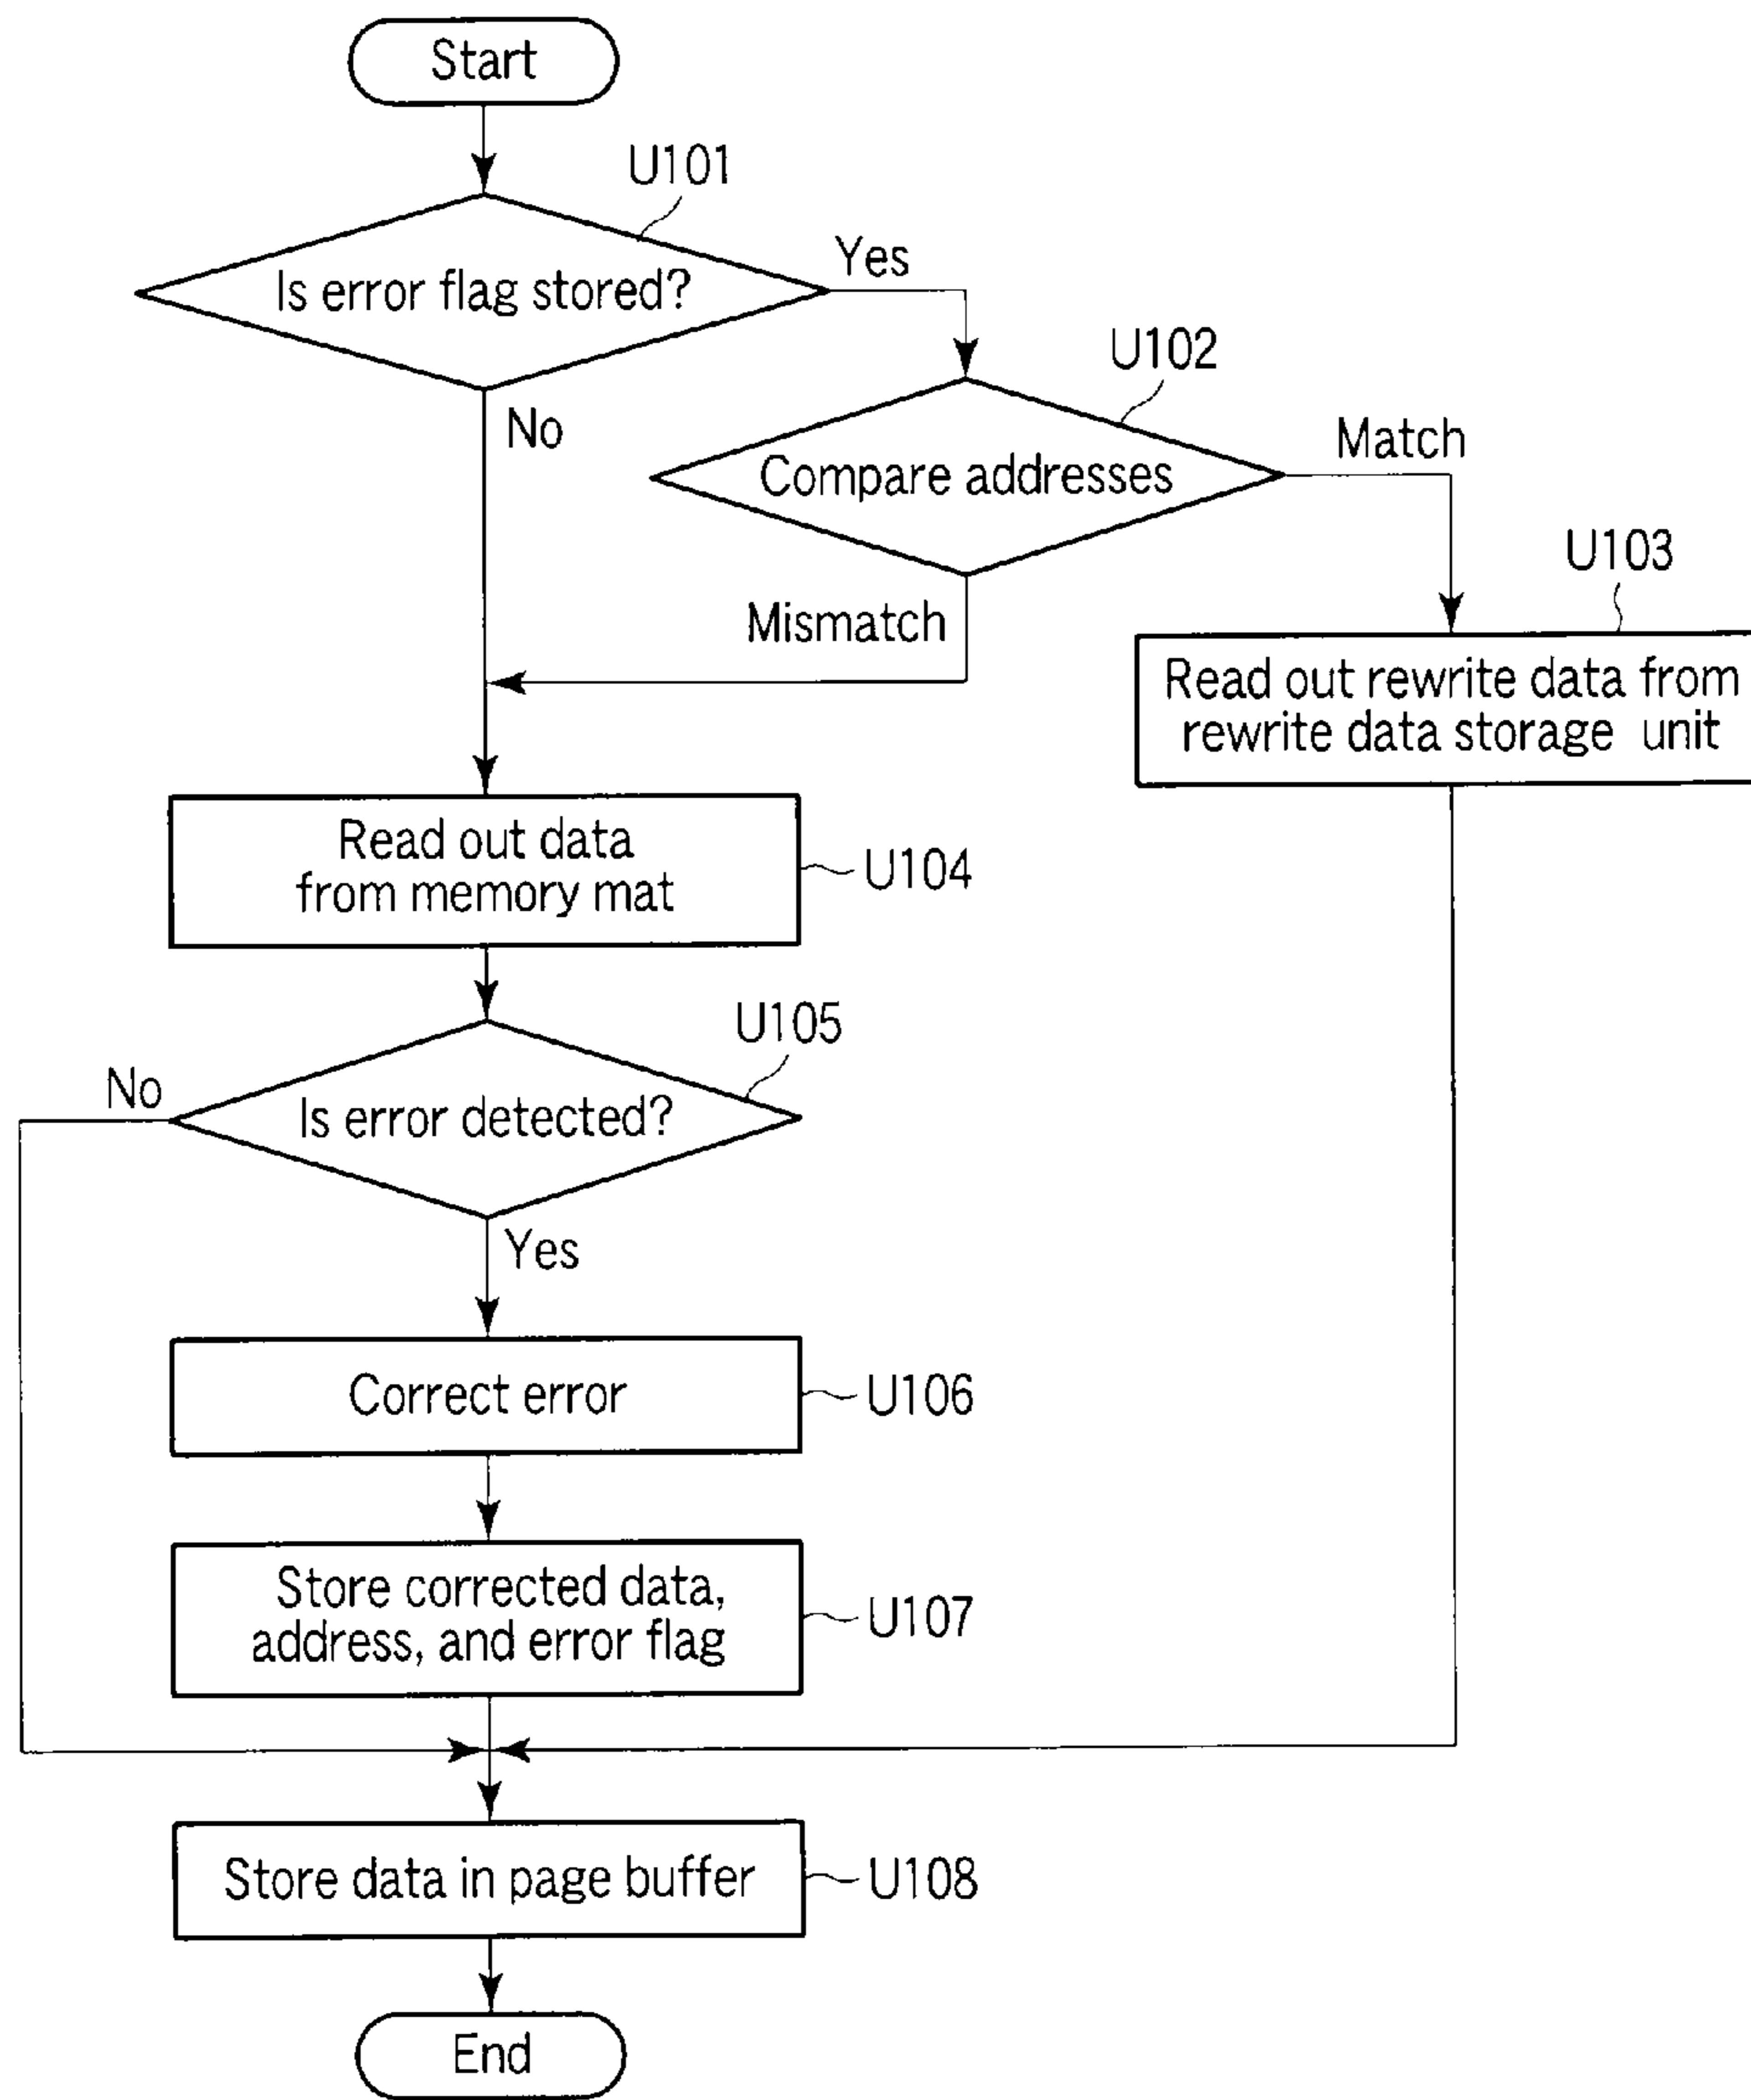 Start
U101
Is error flag stored?
Yes
No
U102
Compare addresses
Match
Mismatch
U103
Read out rewrite data from
rewrite data storage unit
Read out data
from memory mat
U104
U105
No
Is error detected?
Yes
Correct error
U106
Store corrected data,
address, and error flag
U107
Store data in page buffer
U108
End